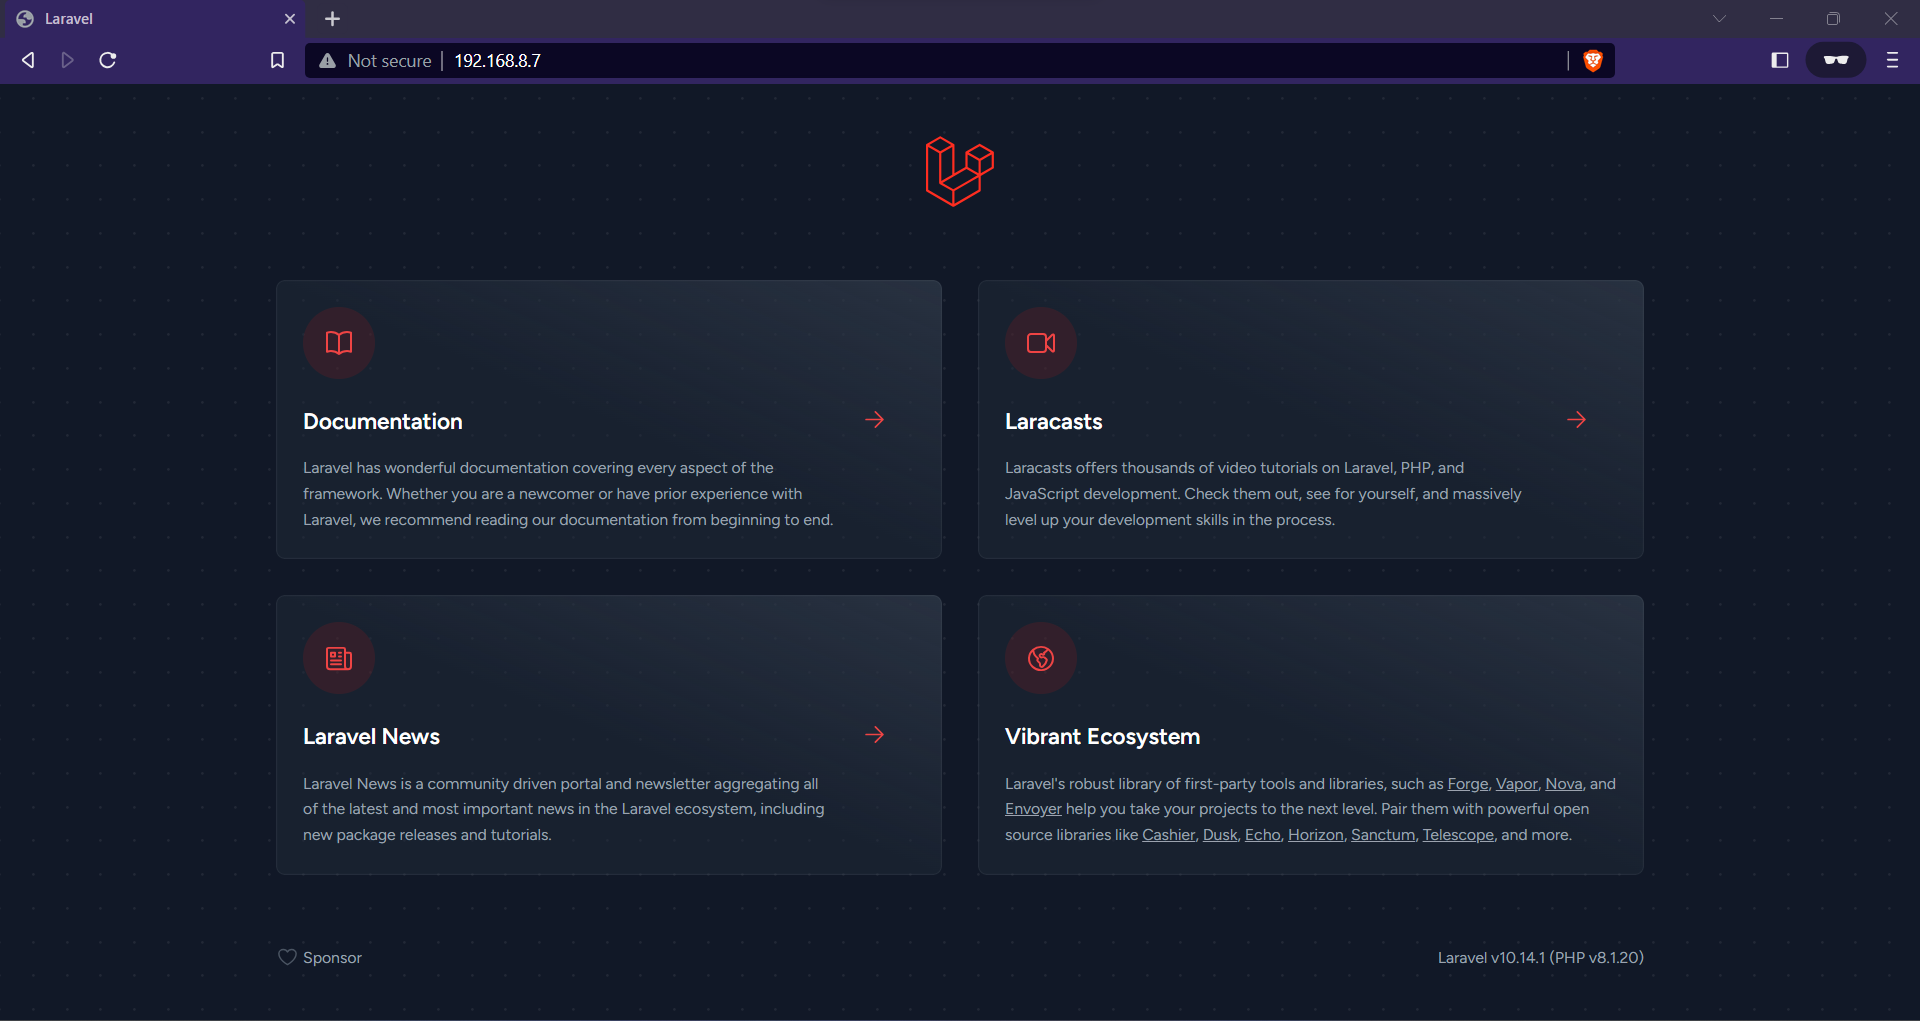 Laravel
Not secure 192.168.8.7
Documentation
Laravel has wonderful documentation covering every aspect of the
framework. Whether you are a newcomer or have prior experience with
Laravel, we recommend reading our documentation from beginning to end.
Laracasts
Laracasts offers thousands of video tutorials on Laravel, PHP, and
JavaScript development. Check them out, see for yourself, and massively
level up your development skills in the process.
Laravel News
Laravel News is a community driven portal and newsletter aggregating all
of the latest and most important news in the Laravel ecosystem, including
new package releases and tutorials.
Vibrant Ecosystem
Laravel's robust library of first-party tools and libraries, such as Forge, Vapor, Nova, and
Envoyer help you take your projects to the next level. Pair them with powerful open
source libraries like Cashier, Dusk, Echo, Horizon, Sanctum, Telescope, and more.
Sponsor
Laravel v10.14.1 (PHP v8.1.20)